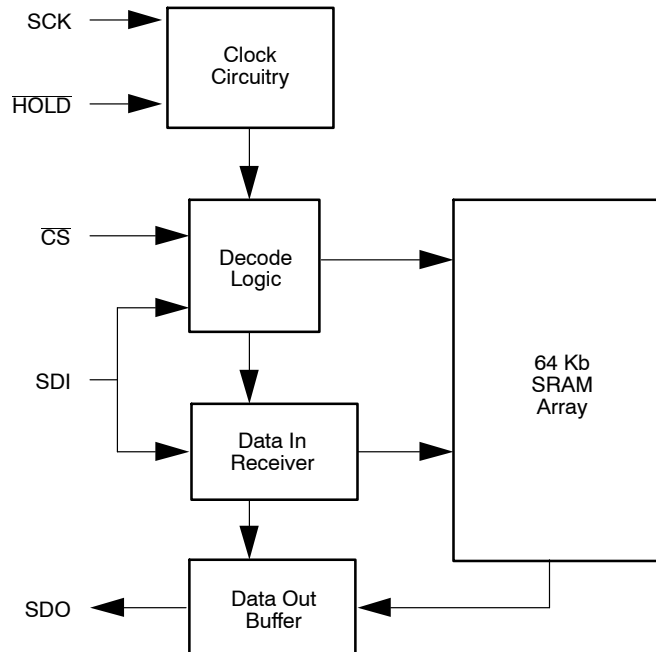 SCK
Clock
Circuitry
HOLD
CS
Decode
Logic
SDI
64 Kb
SRAM
Array
Data In
Receiver
SDO
Data Out
Buffer